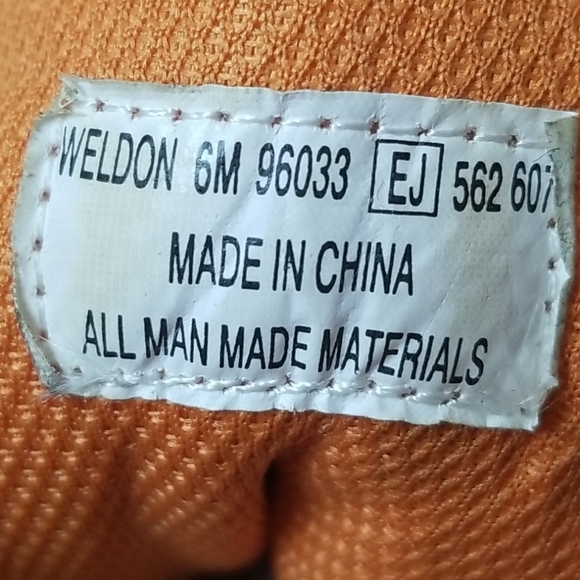 WELDON 6M 96033 EJ 562 607
MADE IN CHINA
ALL MAN MADE MATERIALS